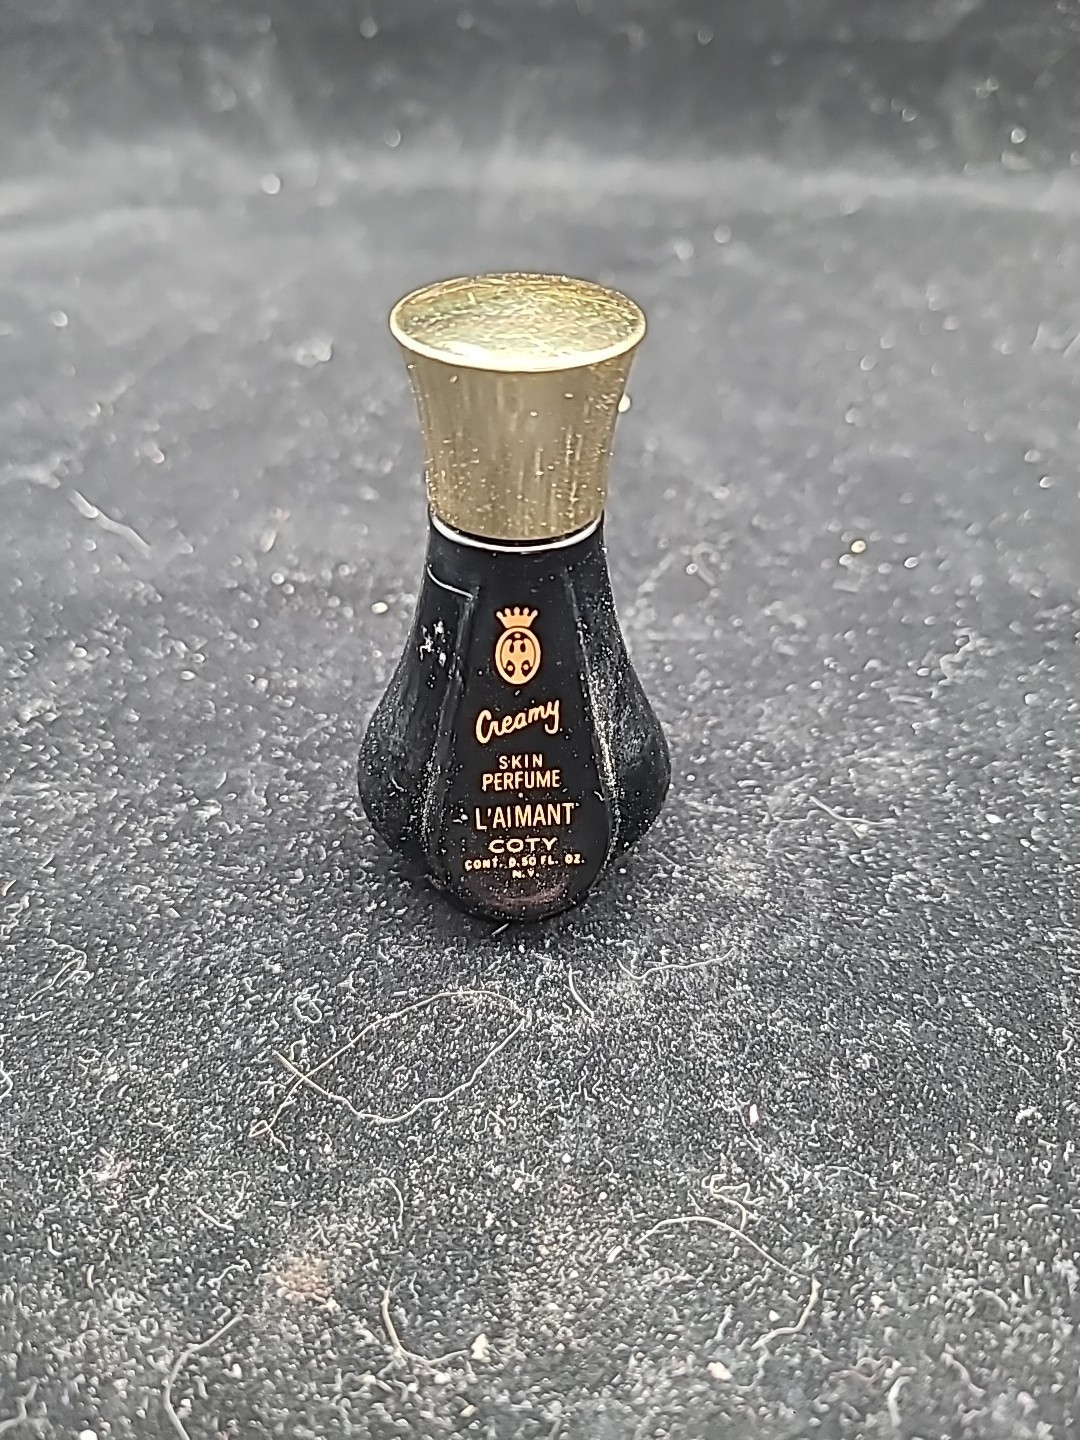 Creamy
SKIN
PERFUME
L'AIMANT
COTY
CONT. 0.50 FL. OZ.
N.Y.